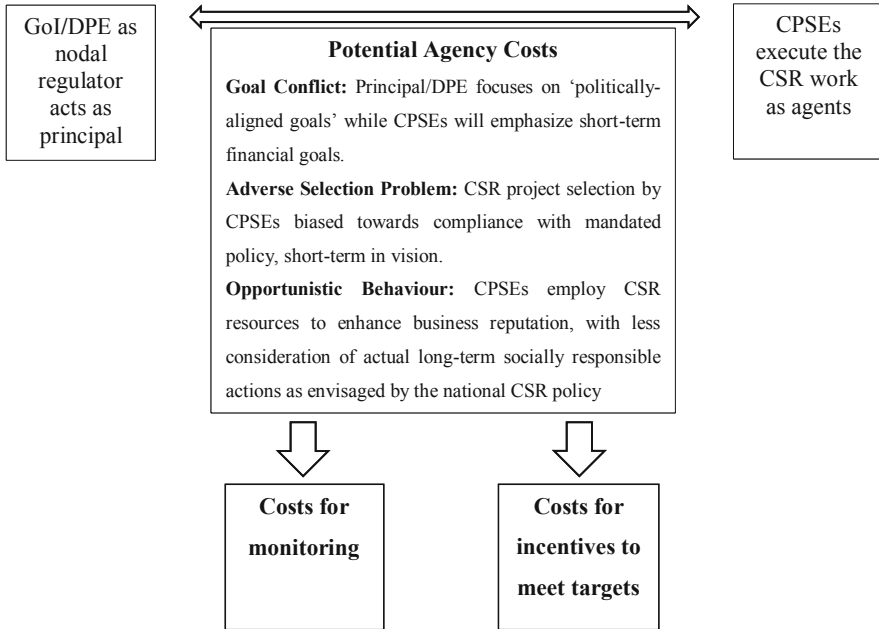 GoI/DPE as
nodal
regulator
acts as
principal
CPSEs
execute the
CSR work
as agents
Potential Agency Costs
Goal Conflict: Principal/DPE focuses on ‘politically-
aligned goals’ while CPSEs will emphasize short-term
financial goals.
Adverse Selection Problem: CSR project selection by
CPSEs biased towards compliance with mandated
policy, short-term in vision.
Opportunistic Behaviour: CPSEs employ CSR
resources to enhance business reputation, with less
consideration of actual long-term socially responsible
actions as envisaged by the national CSR policy
Costs for
monitoring
Costs for
incentives to
meet targets